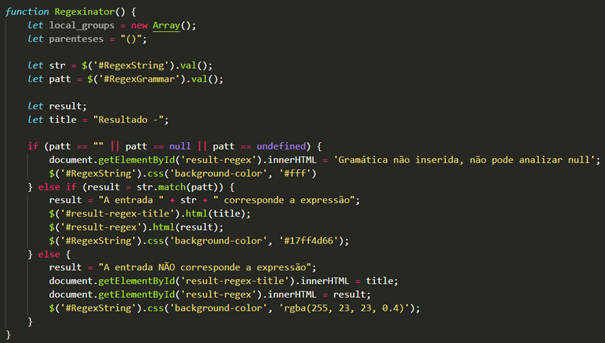 function Regexinator() {
let local_groups = new Array();
let parenteses = "()";
let str = $('#RegexString').val();
let patt = $('#RegexGrammar').val();
let result;
let title = "Resultado -";
if (patt == "" || patt == null || patt == undefined) {
document.getElementById('result-regex').innerHTML = 'Gramática não inserida, não pode analizar null';
$('#RegexString').css('background-color', '#fff')
} else if (result = str.match(patt)) {
result = "A entrada " + str + " corresponde a expressão";
$('#result-regex-title').html(title);
$('#result-regex').html(result);
$('#RegexString').css('background-color', '#17ff4d66');
} else {
result = "A entrada NÃO corresponde a expressão";
document.getElementById('result-regex-title').innerHTML = title;
document.getElementById('result-regex').innerHTML = result;
$('#RegexString').css('background-color', 'rgba(255, 23, 23, 0.4)');
}
}